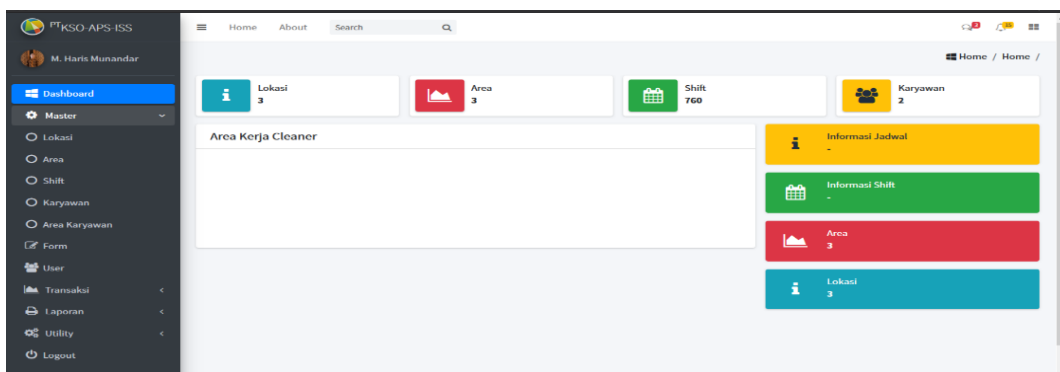 PTKSO-APS-ISS
Home About Search
M. Haris Munandar
Home / Home /
Dashboard
Master
Lokasi
Area
Shift
Karyawan
Area Karyawan
Form
User
Transaksi
Laporan
Utility
Logout
Lokasi
3
Area
3
Shift
760
Karyawan
2
Area Kerja Cleaner
Informasi Jadwal
-
Informasi Shift
-
Area
3
Lokasi
3